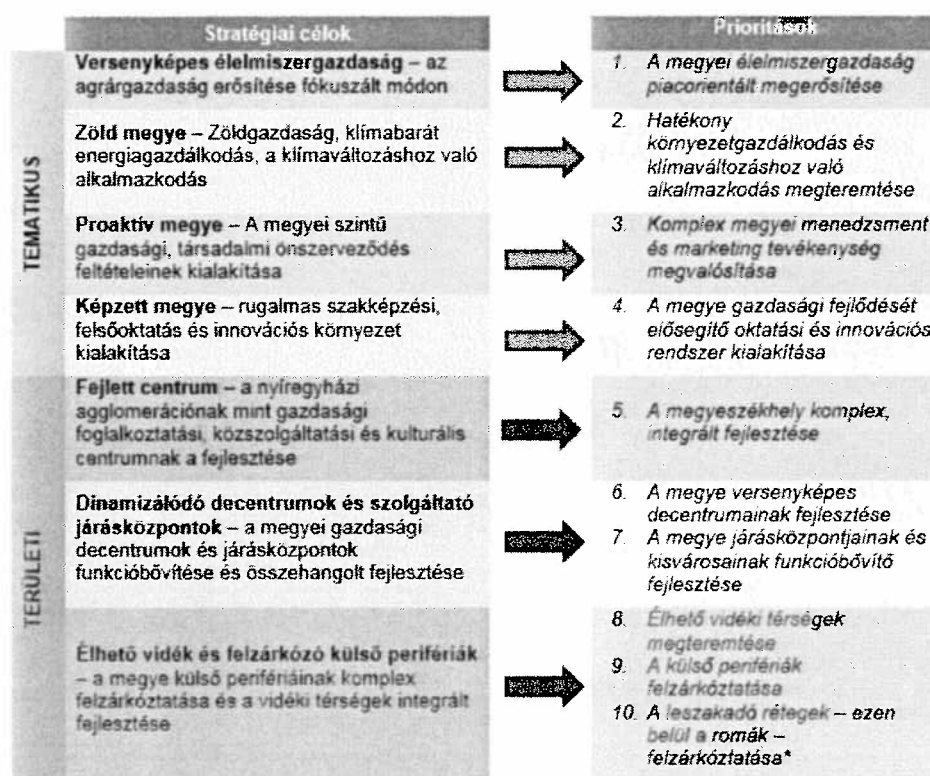 Stratégiai célok
Prioritások
TEMATIKUS
Versenyképes élelmiszergazdaság – az
agrárgazdaság erősítése fókuszált módon
1. A megyei élelmiszergazdaság
piacorientált megerősítése
Zöld megye – Zöldgazdaság, klímabarát
energiagazdálkodás, a klímaváltozáshoz való
alkalmazkodás
2. Hatékony
környezetgazdálkodás és
klímaváltozáshoz való
alkalmazkodás megteremtése
Proaktív megye – A megyei szintű
gazdasági, társadalmi önszerveződés
feltételeinek kialakítása
3. Komplex megyei menedzsment
és marketing tevékenység
megvalósítása
Képzett megye – rugalmas szakképzési,
felsőoktatás és innovációs környezet
kialakítása
4. A megye gazdasági fejlődését
elősegítő oktatási és innovációs
rendszer kialakítása
TERÜLETI
Fejlett centrum – a nyíregyházi
agglomerációnak mint gazdasági
foglalkoztatási, közszolgáltatási és kulturális
centrumnak a fejlesztése
5. A megyeszékhely komplex,
integrált fejlesztése
Dinamizálódó decentrumok és szolgáltató
járásközpontok – a megyei gazdasági
decentrumok és járásközpontok
funkcióbővítése és összehangolt fejlesztése
6. A megye versenyképes
decentrumainak fejlesztése
7. A megye járásközpontjainak és
kisvárosainak funkcióbővítő
fejlesztése
Élhető vidék és felzárkózó külső perifériák
– a megye külső perifériáinak komplex
felzárkóztatása és a vidéki térségek integrált
fejlesztése
8. Élhető vidéki térségek
megteremtése
9. A külső perifériák
felzárkóztatása
10. A leszakadó rétegek – ezen
belül a romák –
felzárkóztatása*